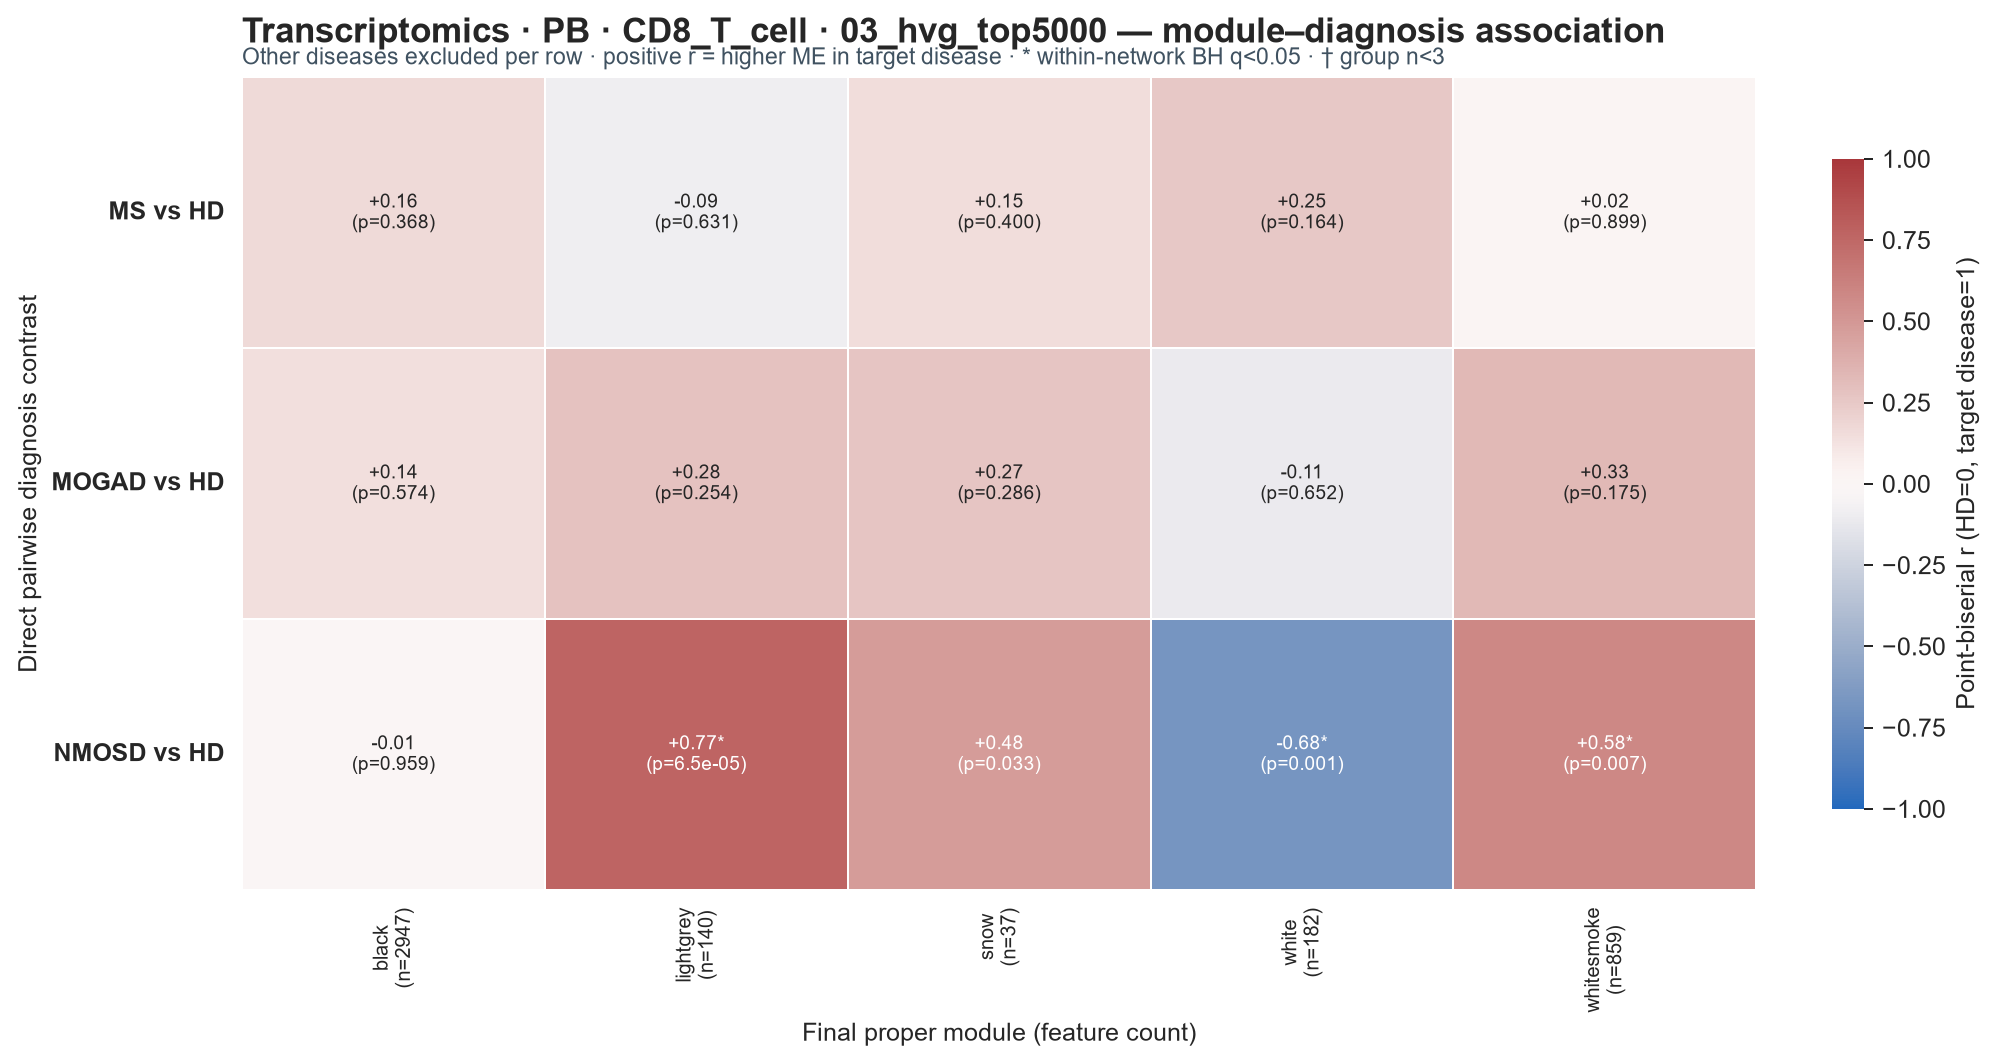 Transcriptomics · PB · CD8_T_cell · 03_hvg_top5000 — module–diagnosis association
Other diseases excluded per row · positive r = higher ME in target disease · * within-network BH q<0.05 · † group n<3
Direct pairwise diagnosis contrast
MS vs HD
+0.16
(p=0.368)
-0.09
(p=0.631)
+0.15
(p=0.400)
+0.25
(p=0.164)
+0.02
(p=0.899)
MOGAD vs HD
+0.14
(p=0.574)
+0.28
(p=0.254)
+0.27
(p=0.286)
-0.11
(p=0.652)
+0.33
(p=0.175)
NMOSD vs HD
-0.01
(p=0.959)
+0.77*
(p=6.5e-05)
+0.48
(p=0.033)
-0.68*
(p=0.001)
+0.58*
(p=0.007)
black
(n=2947)
lightgrey
(n=140)
snow
(n=37)
white
(n=182)
whitesmoke
(n=859)
Final proper module (feature count)
1.00
0.75
0.50
0.25
0.00
−0.25
−0.50
−0.75
−1.00
Point-biserial r (HD=0, target disease=1)